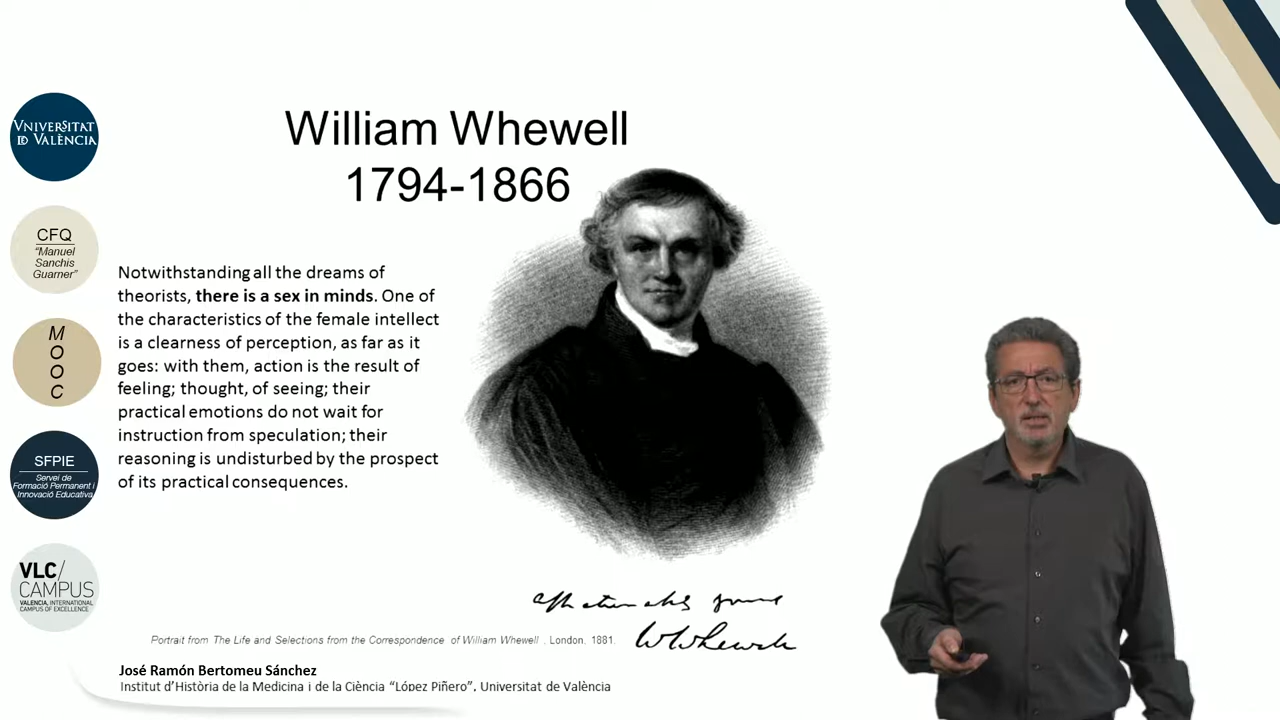 William Whewell
1794-1866
VNIVERSITAT
ID VALÈNCIA
CFQ
"Manuel
Sanchis
Guarner"
M
O
O
C
SFPIE
Servei de
Formació Permanent i
Innovació Educativa
VLC/
CAMPUS
VALENCIA, INTERNATIONAL
CAMPUS OF EXCELLENCE
Notwithstanding all the dreams of
theorists, there is a sex in minds. One of
the characteristics of the female intellect
is a clearness of perception, as far as it
goes: with them, action is the result of
feeling; thought, of seeing; their
practical emotions do not wait for
instruction from speculation; their
reasoning is undisturbed by the prospect
of its practical consequences.
yours
W Whewell
Portrait from The Life and Selections from the Correspondence of William Whewell . London. 1881.
José Ramón Bertomeu Sánchez
Institut d'Història de la Medicina i de la Ciència “López Piñero”. Universitat de València